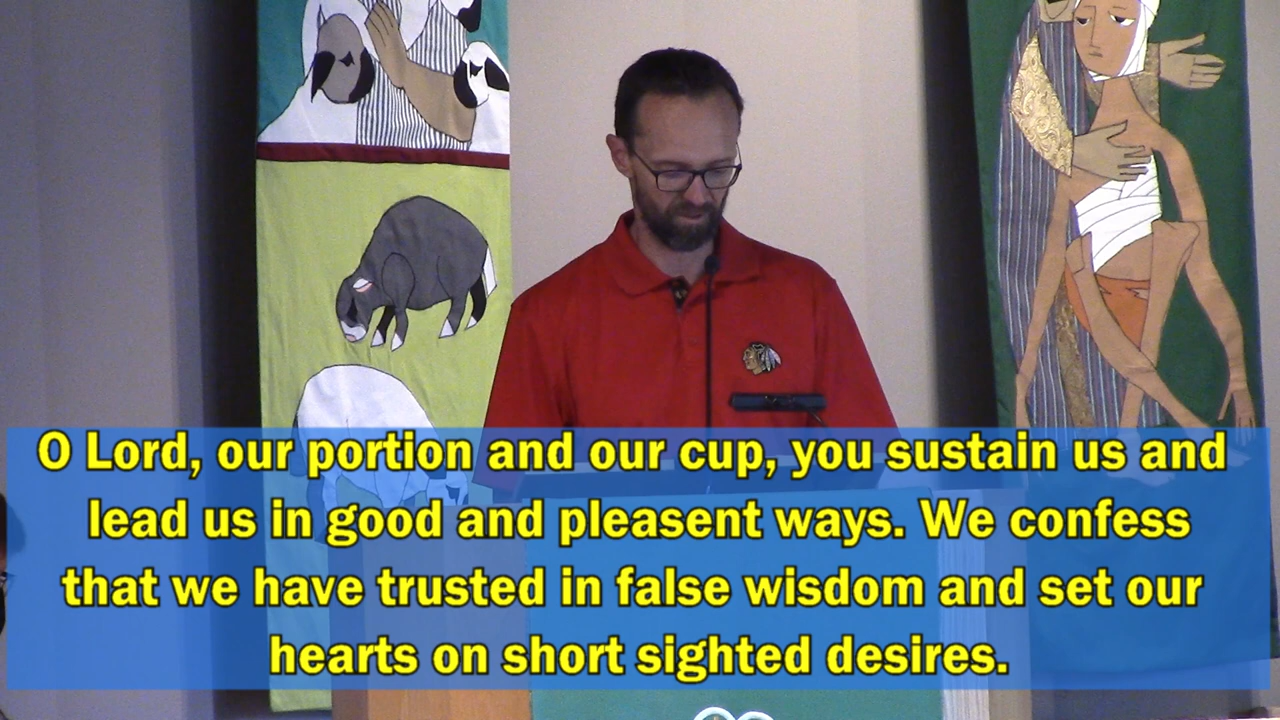 O Lord, our portion and our cup, you sustain us and
lead us in good and pleasent ways. We confess
that we have trusted in false wisdom and set our
hearts on short sighted desires.